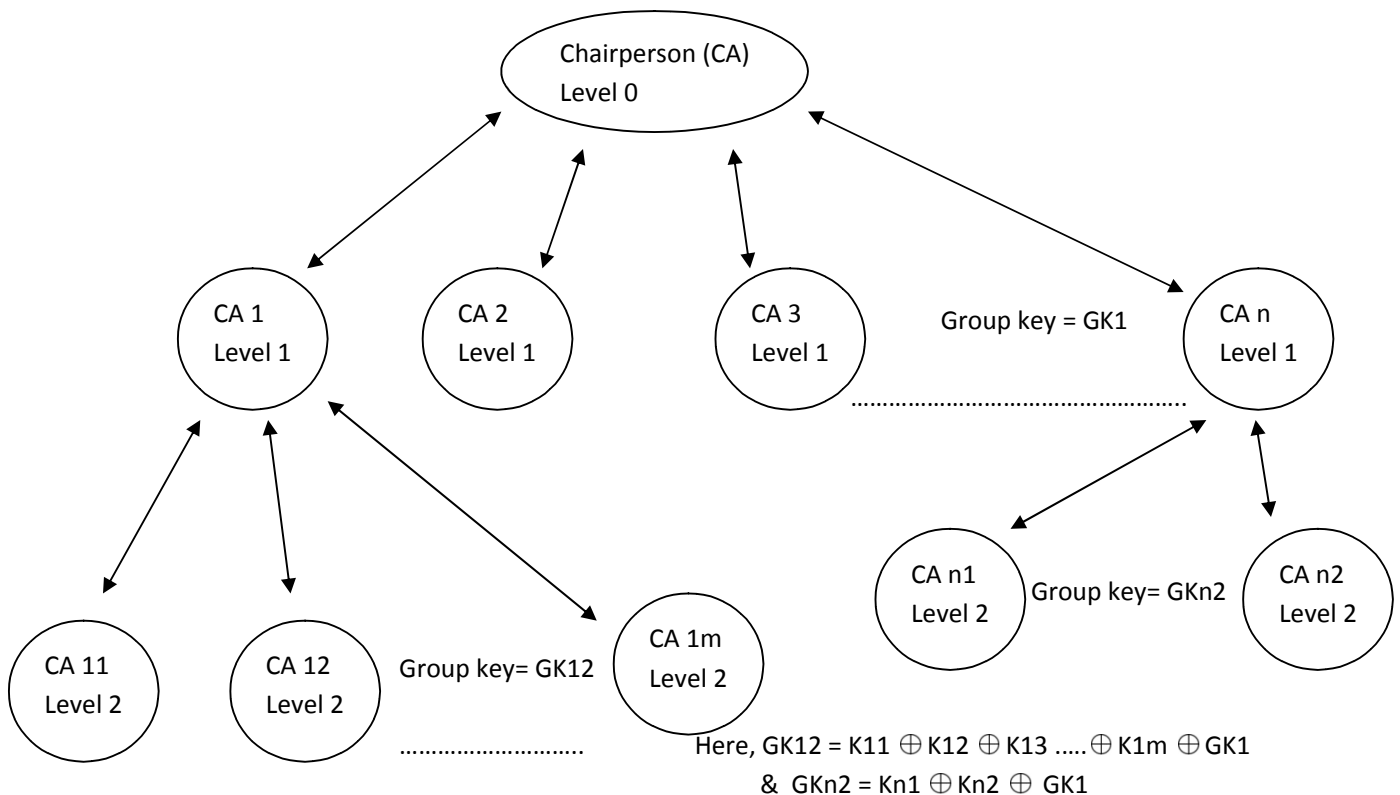 Chairperson (CA)
Level 0
CA 1
Level 1
CA 2
Level 1
CA 3
Level 1
Group key = GK1
CA n
Level 1
……………………………………………..
CA 11
Level 2
CA 12
Level 2
Group key= GK12
………………………..
CA 1m
Level 2
CA n1
Level 2
Group key= GKn2
CA n2
Level 2
Here, GK12 = K11 ⊕ K12 ⊕ K13 ..... ⊕ K1m ⊕ GK1
& GKn2 = Kn1 ⊕ Kn2 ⊕ GK1